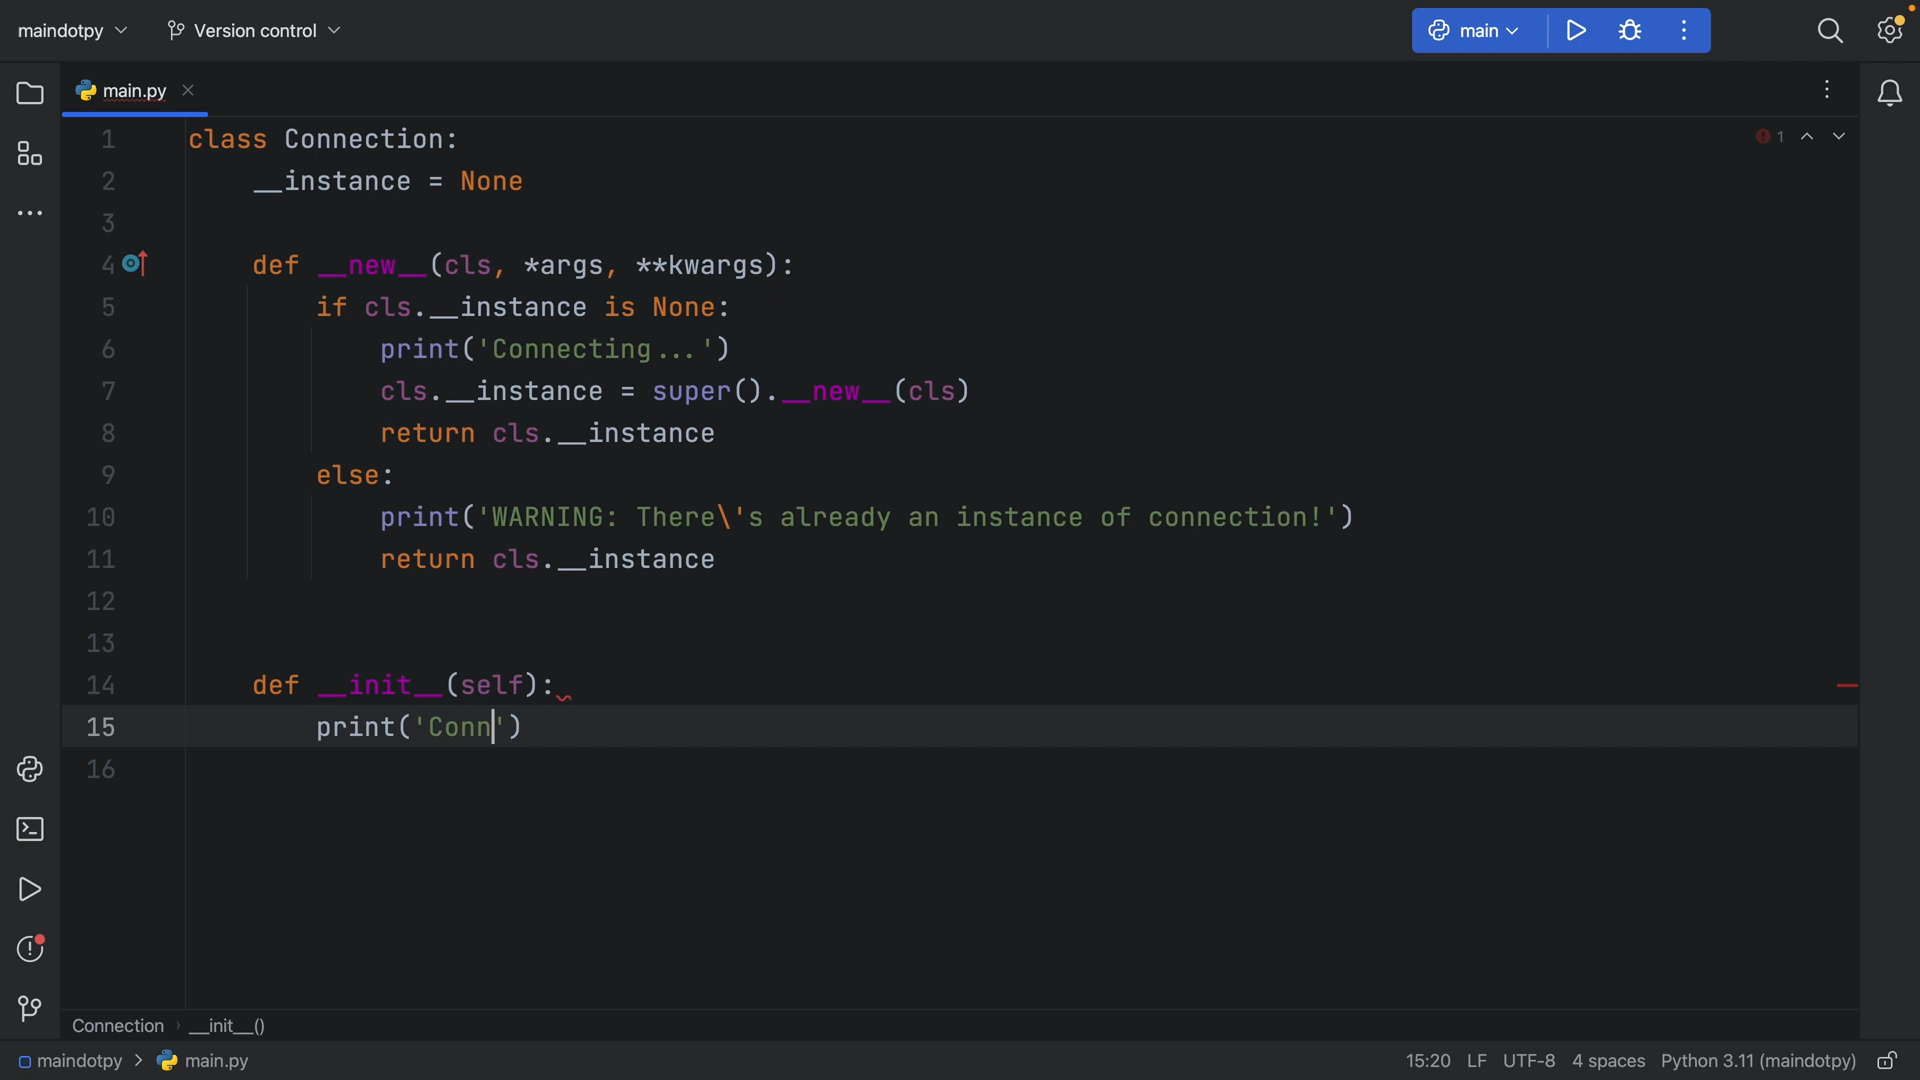 maindotpy
Version control
main
main.py
1 class Connection:
1
2     __instance = None
3
4     def __new__(cls, *args, **kwargs):
5         if cls.__instance is None:
6             print('Connecting...')
7             cls.__instance = super().__new__(cls)
8             return cls.__instance
9         else:
10             print('WARNING: There\'s already an instance of connection!')
11             return cls.__instance
12
13
14     def __init__(self):
15         print('Conn')
16
Connection › __init__()
maindotpy > main.py
15:20 LF UTF-8 4 spaces Python 3.11 (maindotpy)